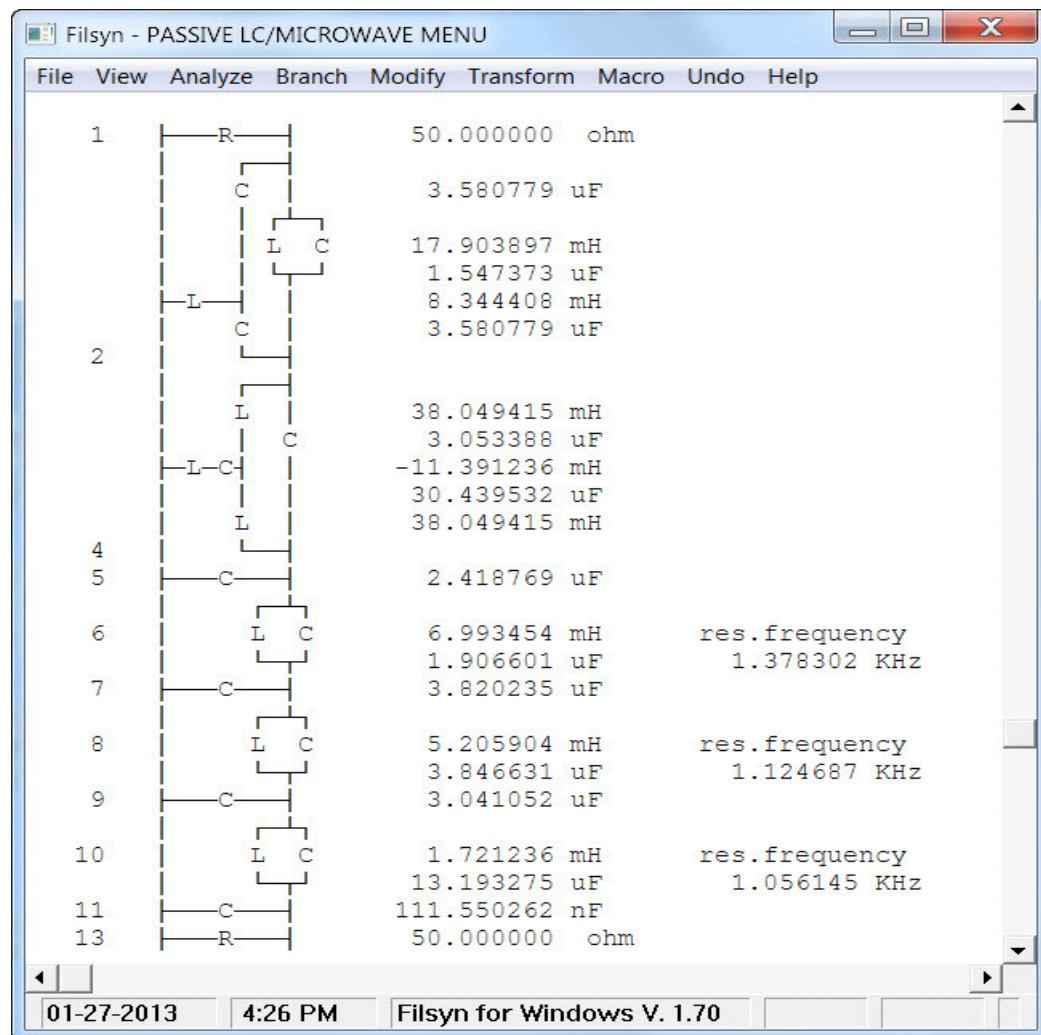 Filsyn - PASSIVE LC/MICROWAVE MENU
File View Analyze Branch Modify Transform Macro Undo Help
1 R 50.000000 ohm
C 3.580779 uF
L C 17.903897 mH
1.547373 uF
L 8.344408 mH
C 3.580779 uF
2
L 38.049415 mH
C 3.053388 uF
L C -11.391236 mH
30.439532 uF
L 38.049415 mH
4
5 C 2.418769 uF
6 L C 6.993454 mH res.frequency
1.906601 uF 1.378302 KHz
7 C 3.820235 uF
8 L C 5.205904 mH res.frequency
3.846631 uF 1.124687 KHz
9 C 3.041052 uF
10 L C 1.721236 mH res.frequency
13.193275 uF 1.056145 KHz
11 C 111.550262 nF
13 R 50.000000 ohm
01-27-2013 4:26 PM Filsyn for Windows V. 1.70